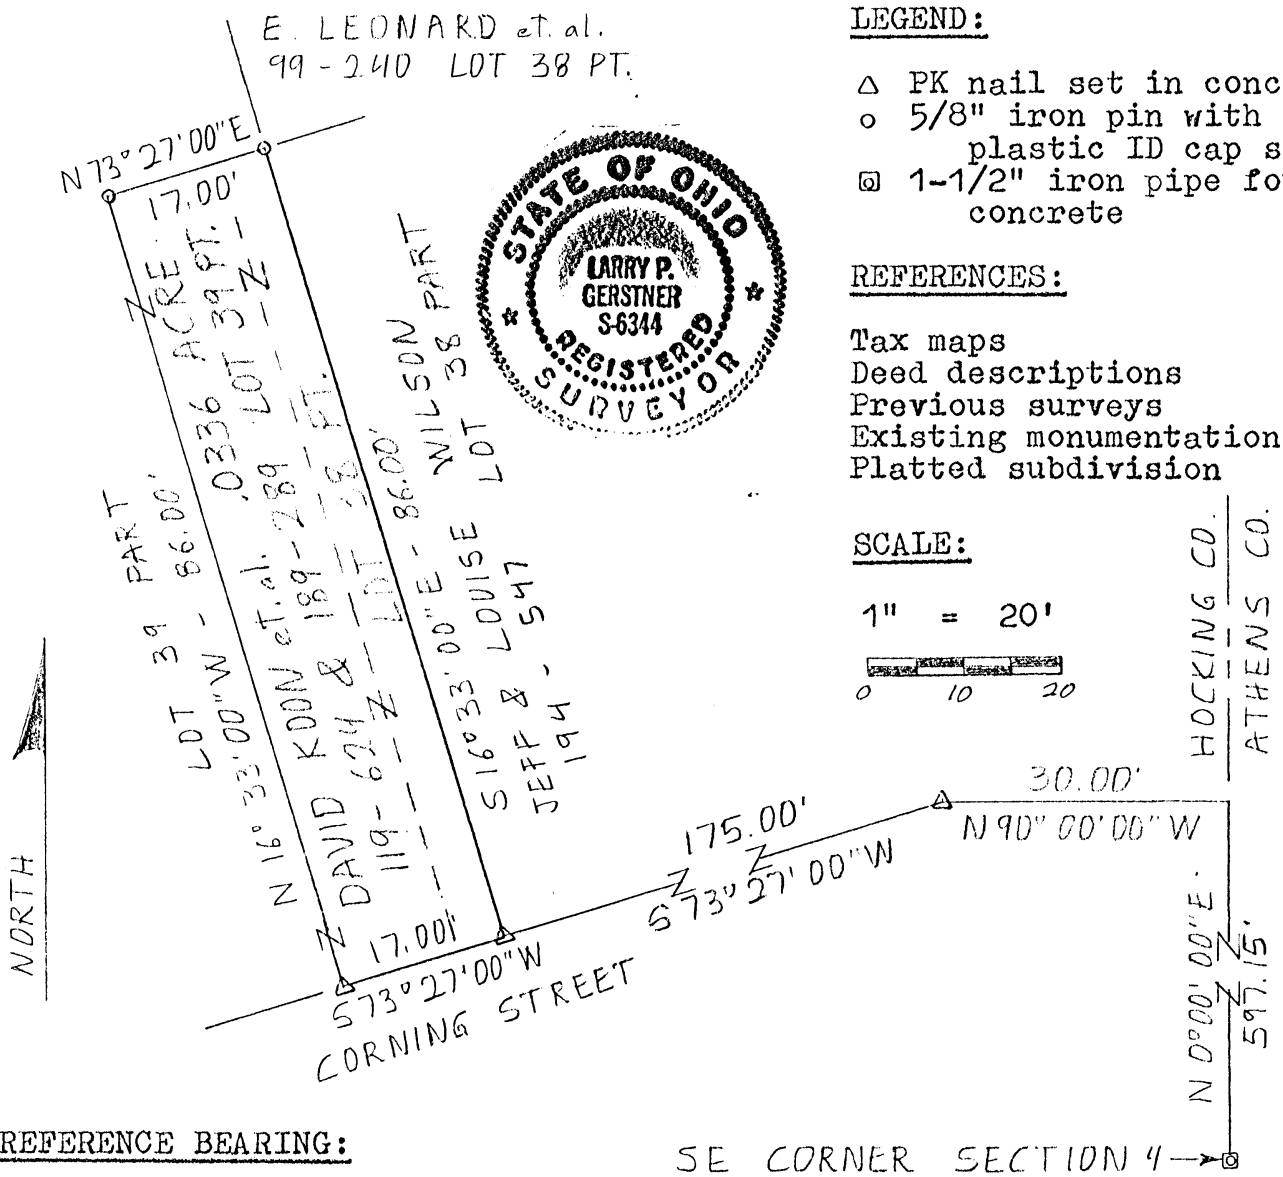 E. LEONARD et. al.
99-240 LOT 38 PT.
N 73° 27' 00" E
17.00'
LOT 39 PART
N 16° 33' 00" W - 86.00'
.0336 ACRE
DAVID KOON et. al.
119-624 & 189-289 LOT 39 PT.
LOT 38 PT.
S 16° 33' 00" E - 86.00'
JEFF & LOUISE WILSON
194 - 547 LOT 38 PART
STATE OF OHIO
LARRY P.
GERSTNER
S-6344
REGISTERED
SURVEYOR
LEGEND:
△ PK nail set in conc
○ 5/8" iron pin with
plastic ID cap s
1-1/2" iron pipe fo
concrete
REFERENCES:
Tax maps
Deed descriptions
Previous surveys
Existing monumentation
Platted subdivision
SCALE:
1" = 20'
0 10 20
HOCKING CO.
ATHENS CO.
30.00'
N 90° 00' 00" W
175.00'
S 73° 27' 00" W
17.00'
S 73° 27' 00" W
CORNING STREET
N 0° 00' 00" E
597.15'
NORTH
REFERENCE BEARING:
SE CORNER SECTION 4